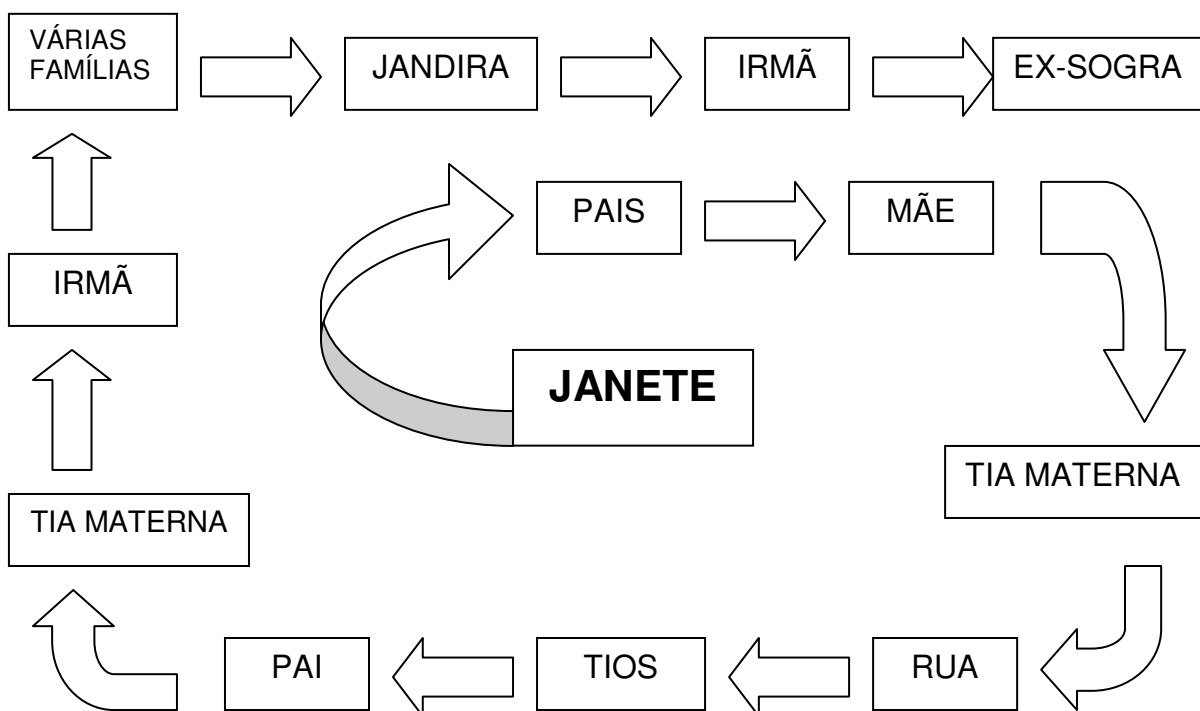 VÁRIAS
FAMÍLIAS
JANDIRA
IRMÃ
EX-SOGRA
PAIS
MÃE
IRMÃ
JANETE
TIA MATERNA
TIA MATERNA
PAI
TIOS
RUA